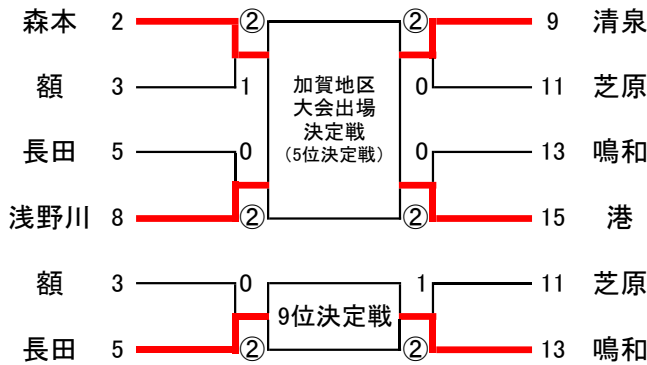 森本 2 ② ② 9 清泉
額 3 1 0 11 芝原
加賀地区
大会出場
決定戦
(5位決定戦)
長田 5 0 0 13 鳴和
浅野川 8 ② ② 15 港
額 3 0 1 11 芝原
9位決定戦
長田 5 ② ② 13 鳴和